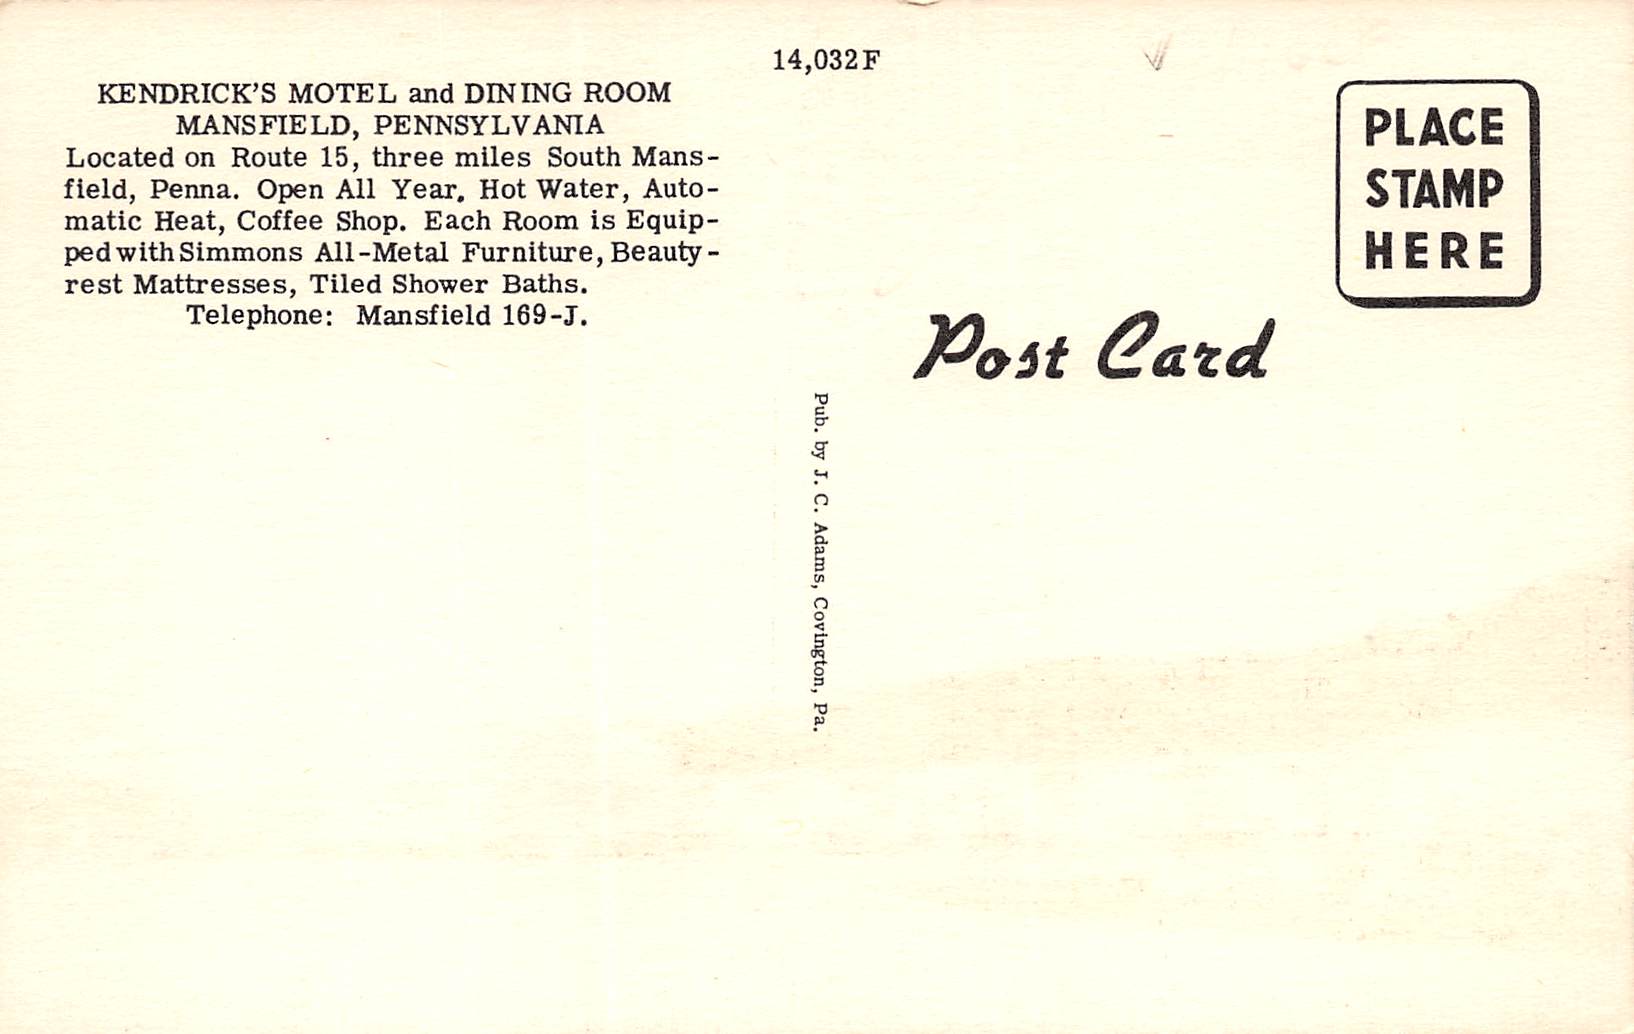 14,032F
KENDRICK'S MOTEL and DINING ROOM
MANSFIELD, PENNSYLVANIA
Located on Route 15, three miles South Mans-
field, Penna. Open All Year. Hot Water, Auto-
matic Heat, Coffee Shop. Each Room is Equip-
ped with Simmons All-Metal Furniture, Beauty-
rest Mattresses, Tiled Shower Baths.
Telephone: Mansfield 169-J.
PLACE
STAMP
HERE
Post Card
Pub. by J. C. Adams, Covington, Pa.